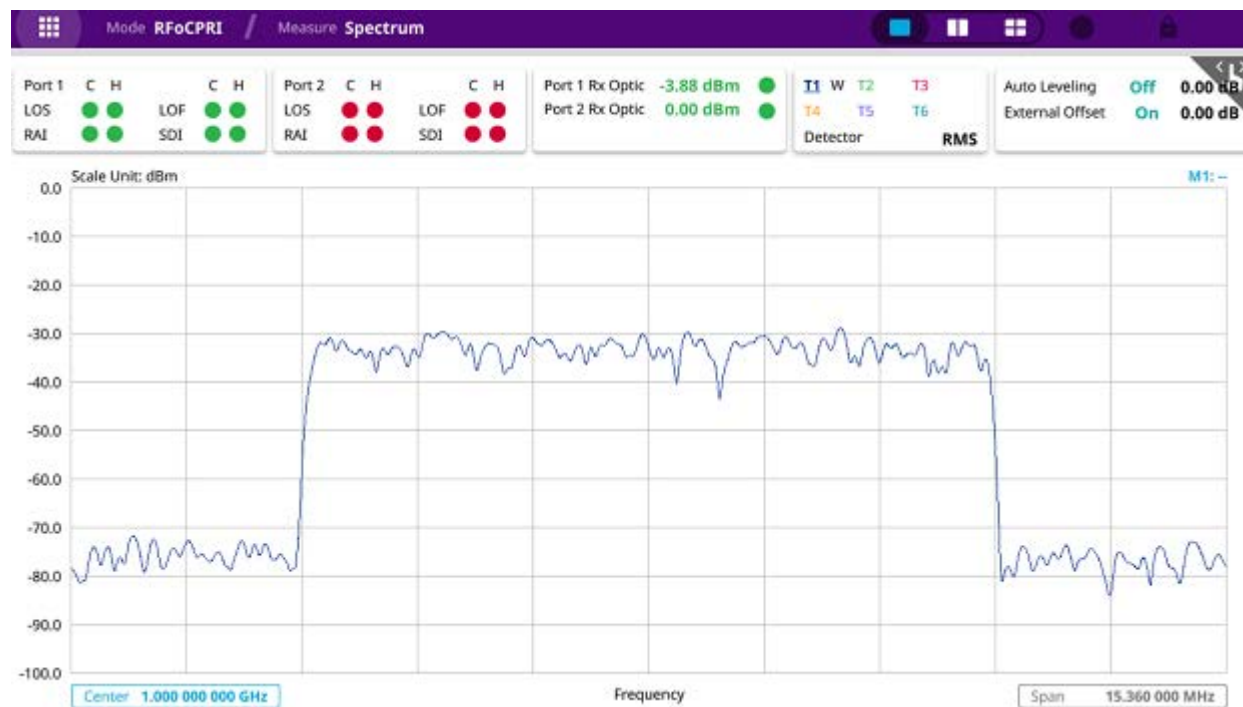 Mode RFoCPRI / Measure Spectrum
Port 1 C H C H
LOS LOF
RAI SDI
Port 2 C H C H
LOS LOF
RAI SDI
Port 1 Rx Optic -3.88 dBm
Port 2 Rx Optic 0.00 dBm
T1 W T2 T3
T4 T5 T6
Detector RMS
Auto Leveling Off 0.00 dB
External Offset On 0.00 dB
Scale Unit: dBm
M1: --
0.0
-10.0
-20.0
-30.0
-40.0
-50.0
-60.0
-70.0
-80.0
-90.0
-100.0
Center 1.000 000 000 GHz
Frequency
Span 15.360 000 MHz